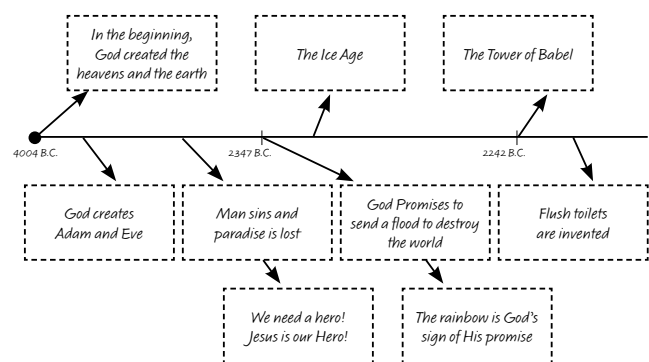 In the beginning,
God created the
heavens and the earth
The Ice Age
The Tower of Babel
4004 B.C.
2347 B.C.
2242 B.C.
God creates
Adam and Eve
Man sins and
paradise is lost
God Promises to
send a flood to destroy
the world
Flush toilets
are invented
We need a hero!
Jesus is our Hero!
The rainbow is God's
sign of His promise